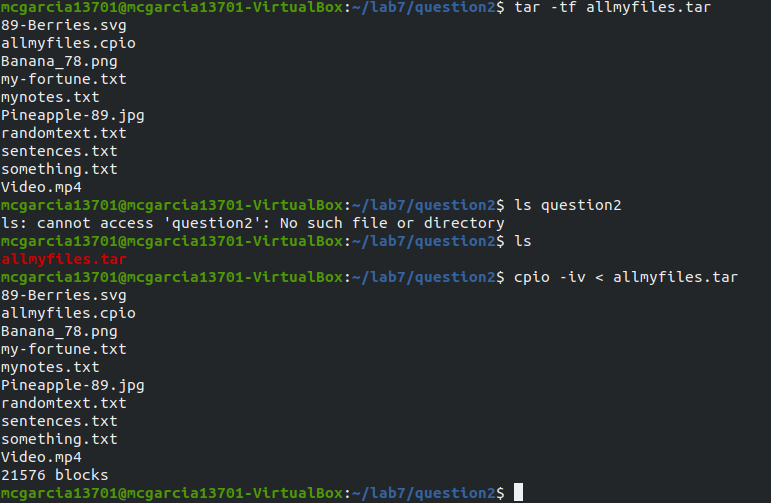 mcgarcia13701@mcgarcia13701-VirtualBox:~/lab7/question2$ tar -tf allmyfiles.tar
89-Berries.svg
allmyfiles.cpio
Banana_78.png
my-fortune.txt
mynotes.txt
Pineapple-89.jpg
randomtext.txt
sentences.txt
something.txt
Video.mp4
mcgarcia13701@mcgarcia13701-VirtualBox:~/lab7/question2$ ls question2
ls: cannot access 'question2': No such file or directory
mcgarcia13701@mcgarcia13701-VirtualBox:~/lab7/question2$ ls
allmyfiles.tar
mcgarcia13701@mcgarcia13701-VirtualBox:~/lab7/question2$ cpio -iv < allmyfiles.tar
89-Berries.svg
allmyfiles.cpio
Banana_78.png
my-fortune.txt
mynotes.txt
Pineapple-89.jpg
randomtext.txt
sentences.txt
something.txt
Video.mp4
21576 blocks
mcgarcia13701@mcgarcia13701-VirtualBox:~/lab7/question2$